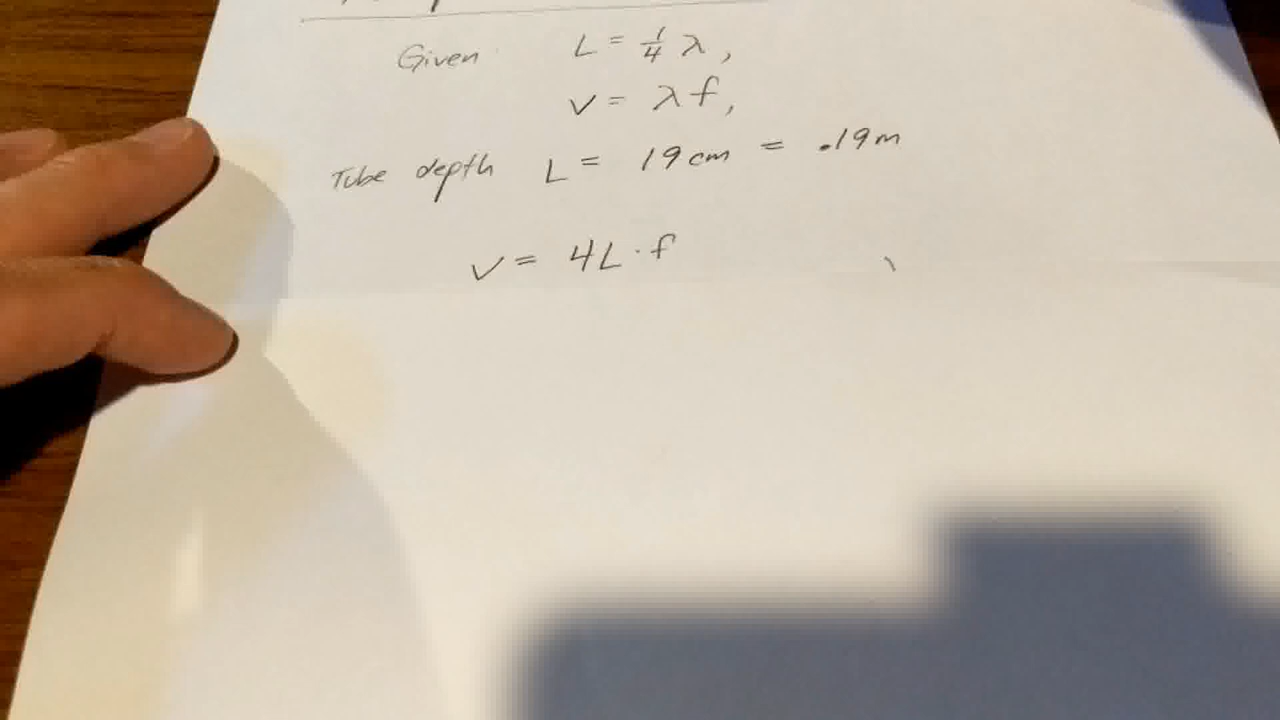 Given L = 1/4 λ,
v = λf,
Tube depth L = 19cm = .19m
v = 4L·f